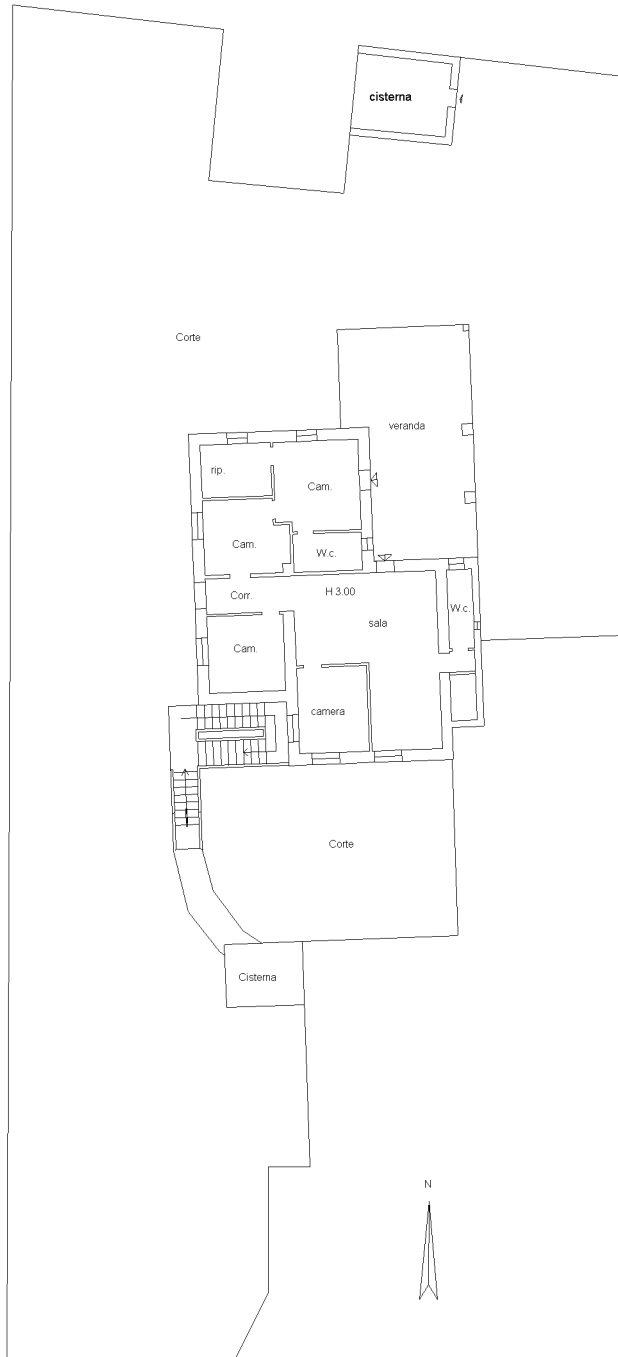 cisterna
Corte
veranda
rip.
Cam.
Cam.
W.c.
Corr.
H 3.00
W.c.
sala
Cam.
camera
Corte
Cisterna
N